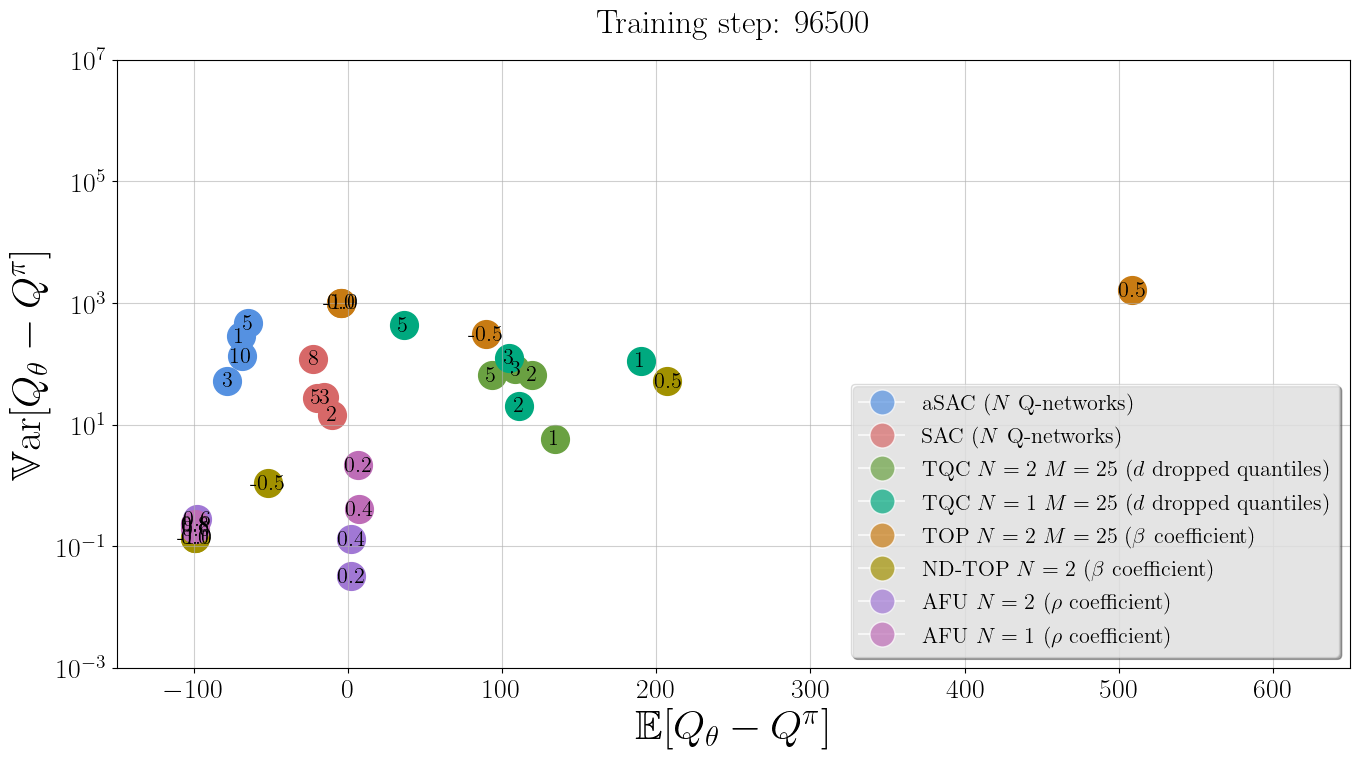 Training step: 96500
10^7
10^5
10^3
10^1
10^{-1}
10^{-3}
𝕍ar[Q_θ − Q^π]
0.5
5
1
10
3
8
5
3
2
5
-0.5
3
5
3
2
2
1
1
0.5
-0.5
0.2
0.4
0.4
0.2
0.6
-1.0
aSAC (N Q-networks)
SAC (N Q-networks)
TQC N = 2 M = 25 (d dropped quantiles)
TQC N = 1 M = 25 (d dropped quantiles)
TOP N = 2 M = 25 (β coefficient)
ND-TOP N = 2 (β coefficient)
AFU N = 2 (ρ coefficient)
AFU N = 1 (ρ coefficient)
−100 0 100 200 300 400 500 600
𝔼[Q_θ − Q^π]